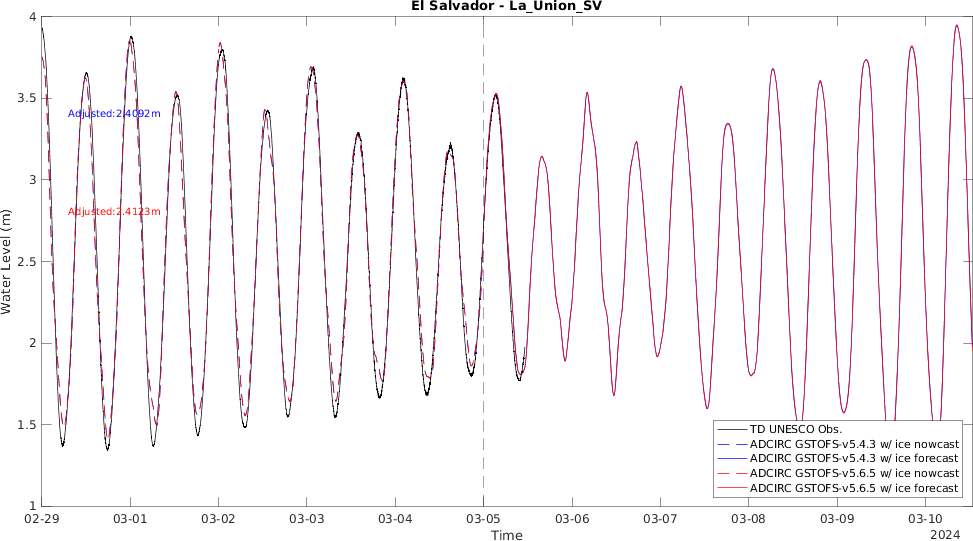 El Salvador - La_Union_SV
4
3.5
3
2.5
2
1.5
1
Water Level (m)
Adjusted:2.4092m
Adjusted:2.4123m
TD UNESCO Obs.
ADCIRC GSTOFS-v5.4.3 w/ ice nowcast
ADCIRC GSTOFS-v5.4.3 w/ ice forecast
ADCIRC GSTOFS-v5.6.5 w/ ice nowcast
ADCIRC GSTOFS-v5.6.5 w/ ice forecast
02-29 03-01 03-02 03-03 03-04 03-05 03-06 03-07 03-08 03-09 03-10
2024
Time